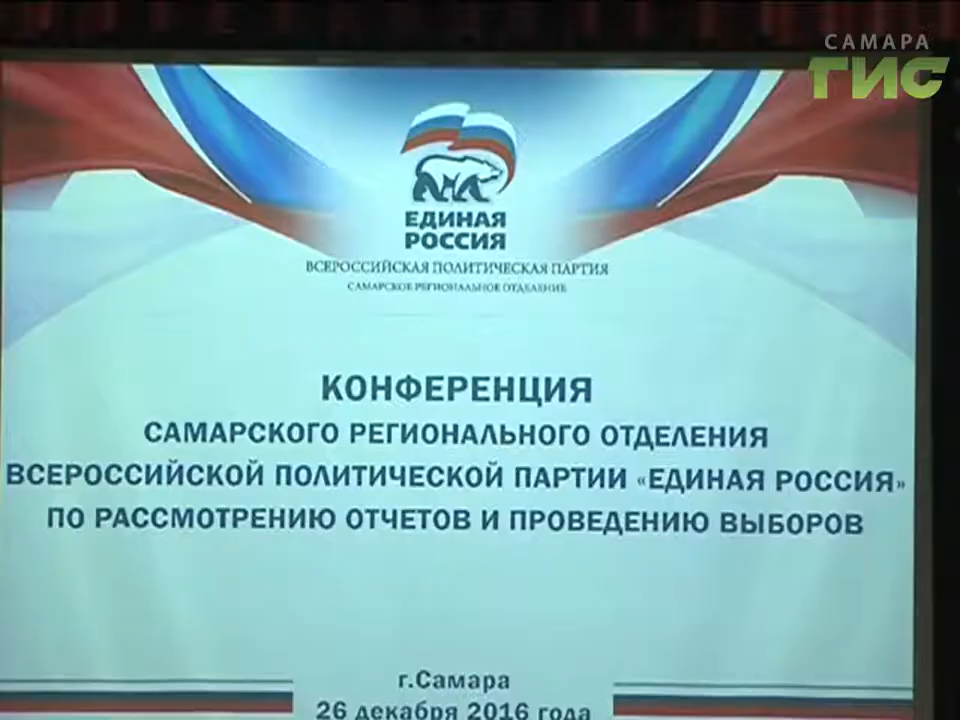 САМАРА
ГИС
ЕДИНАЯ
РОССИЯ
ВСЕРОССИЙСКАЯ ПОЛИТИЧЕСКАЯ ПАРТИЯ
САМАРСКОЕ РЕГИОНАЛЬНОЕ ОТДЕЛЕНИЕ
КОНФЕРЕНЦИЯ
САМАРСКОГО РЕГИОНАЛЬНОГО ОТДЕЛЕНИЯ
ВСЕРОССИЙСКОЙ ПОЛИТИЧЕСКОЙ ПАРТИИ «ЕДИНАЯ РОССИЯ»
ПО РАССМОТРЕНИЮ ОТЧЕТОВ И ПРОВЕДЕНИЮ ВЫБОРОВ
г.Самара
26 декабря 2016 года